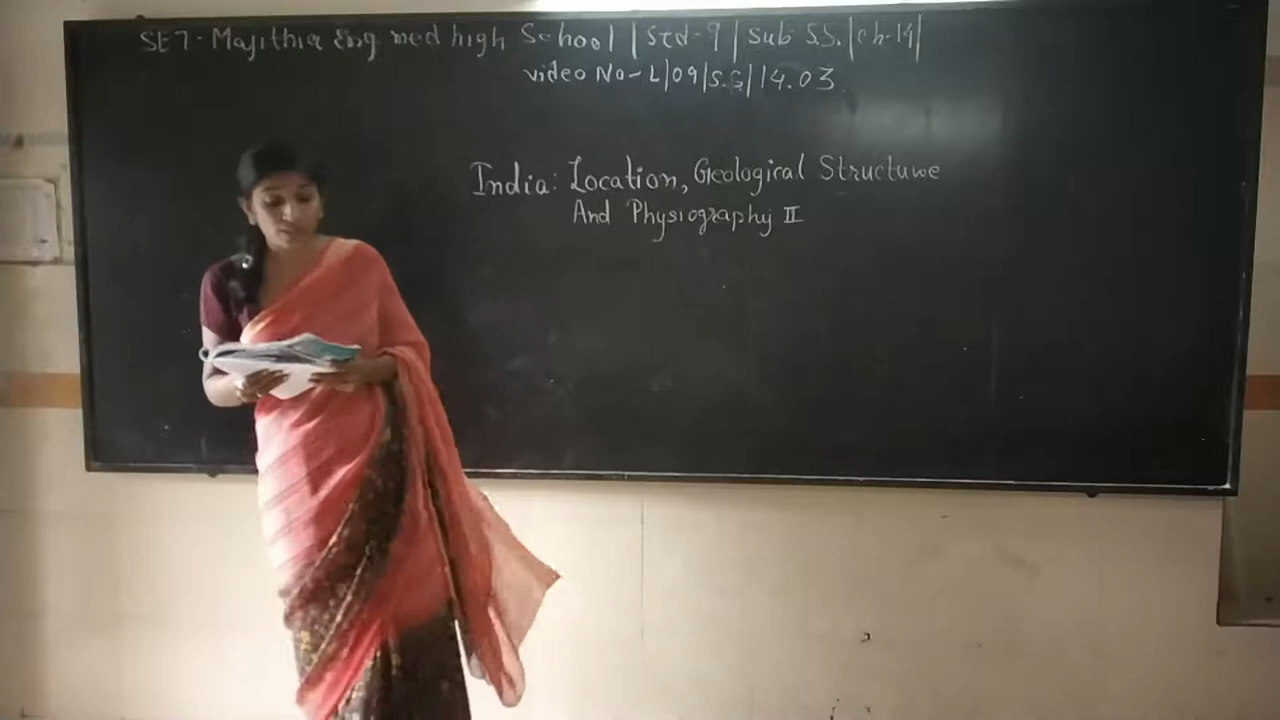 SET - Majithia Eng med high School | Std - 9 | Sub S.S. | ch-14 |
video No - L|09|S.S|14.03
India: Location, Geological Structure
And Physiography II